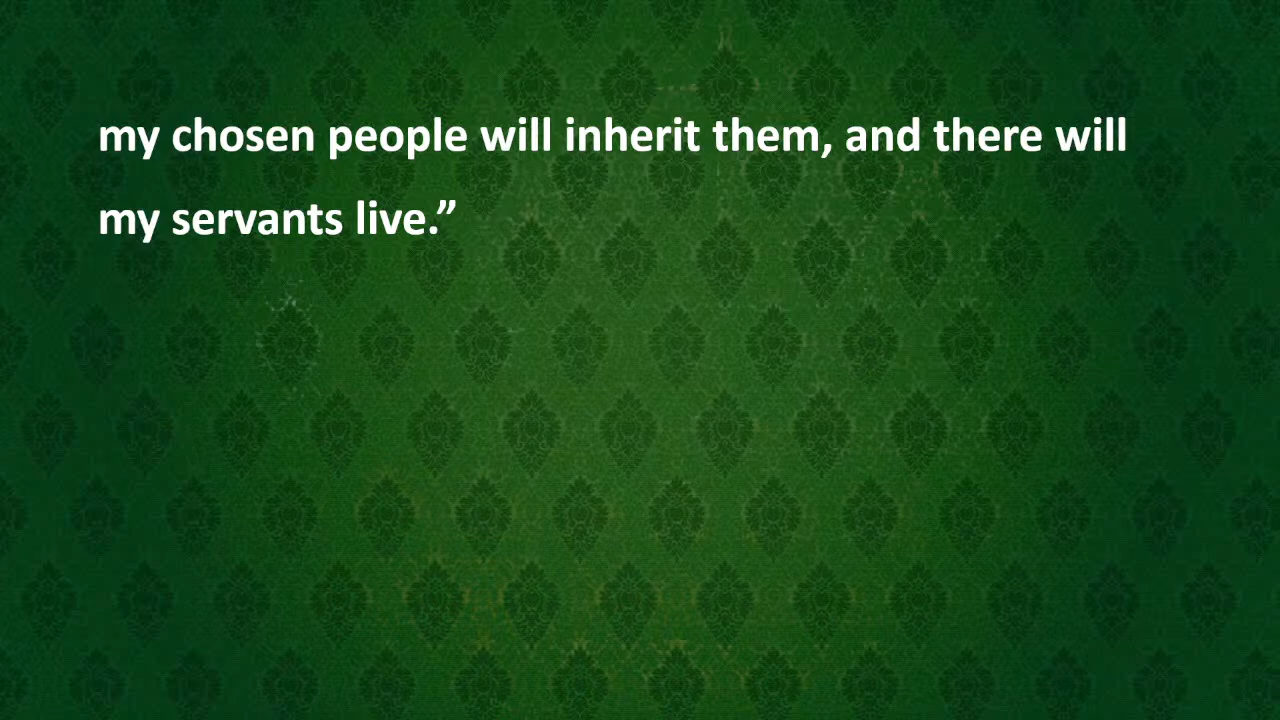 my chosen people will inherit them, and there will
my servants live.”